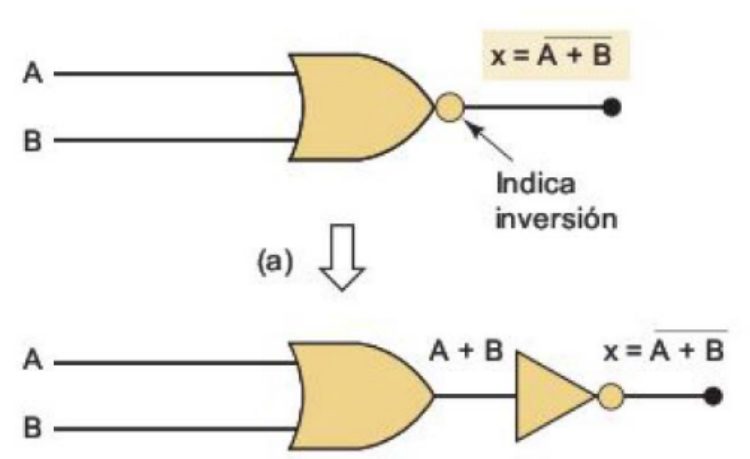 A
B
x = \overline{A + B}
Indica
inversión
(a)
A
B
A + B
x = \overline{A + B}